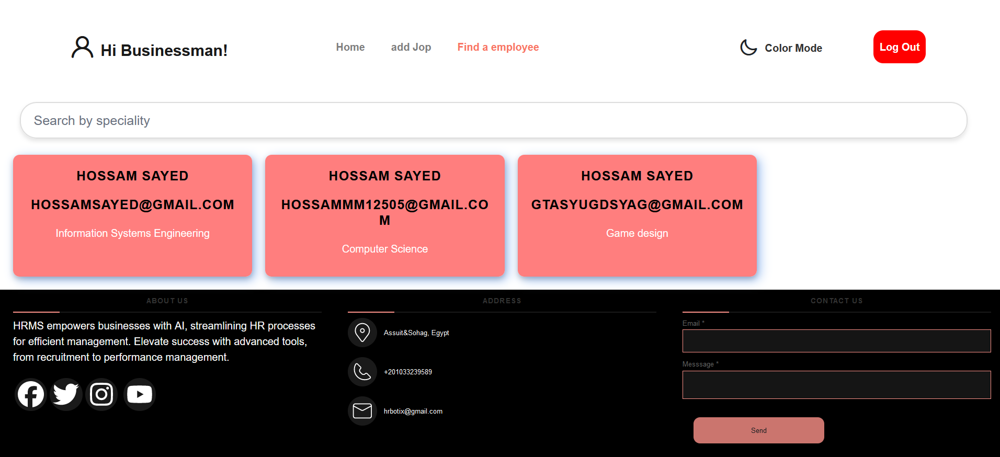 Hi Businessman!
Home
add Jop
Find a employee
Color Mode
Log Out
Search by speciality
HOSSAM SAYED
HOSSAMSAYED@GMAIL.COM
Information Systems Engineering
HOSSAM SAYED
HOSSAMMM12505@GMAIL.CO
M
Computer Science
HOSSAM SAYED
GTASYUGDSYAG@GMAIL.COM
Game design
ABOUT US
HRMS empowers businesses with AI, streamlining HR processes
for efficient management. Elevate success with advanced tools,
from recruitment to performance management.
ADDRESS
Assuit&Sohag, Egypt
+201033239589
hrbotix@gmail.com
CONTACT US
Email *
Messsage *
Send